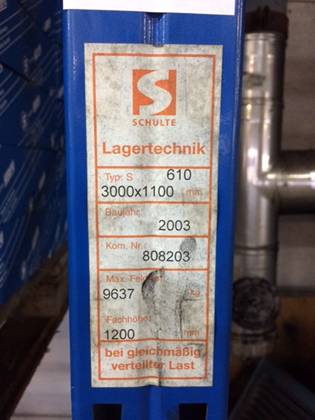 SCHULTE
Lagertechnik
Typ: S 610
3000x1100 mm
Baujahr:
2003
Kom. Nr.:
808203
Max.
9637 kg
Fachhöhe:
1200 mm
bei gleichmäßig
verteilter Last